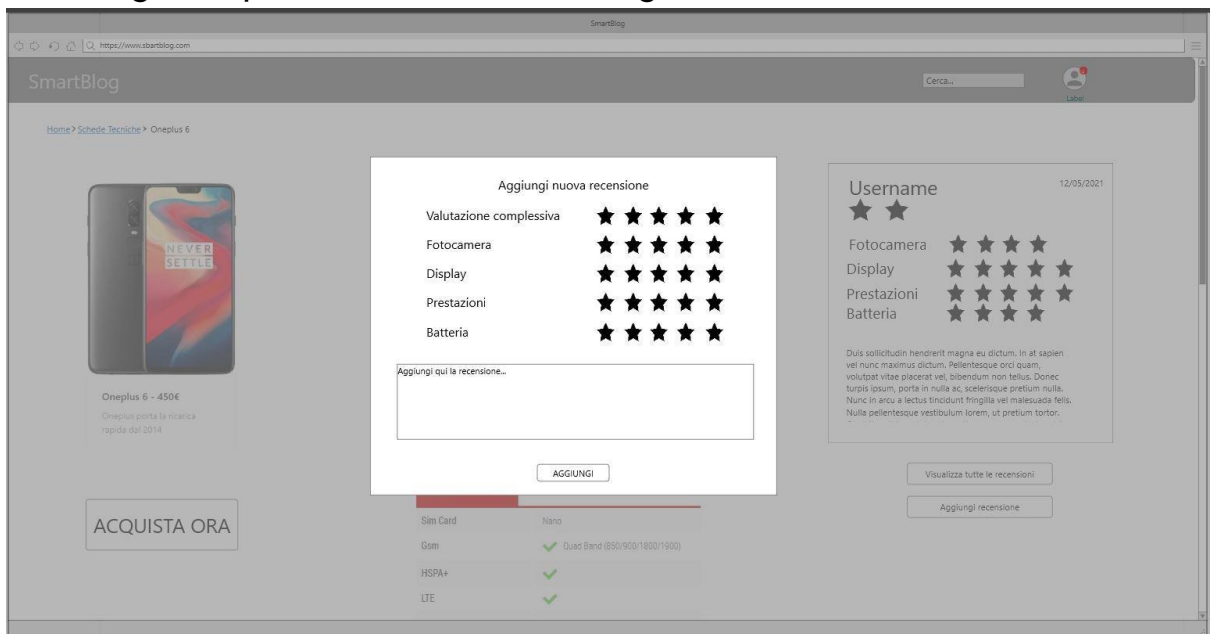 SmartBlog
https://www.sbartblog.com
SmartBlog
Cerca...
Label
Home > Schede Tecniche > Oneplus 6
NEVER
SETTLE
Oneplus 6 - 450€
Oneplus porta la ricarica
rapida dal 2014
ACQUISTA ORA
Aggiungi nuova recensione
Valutazione complessiva
Fotocamera
Display
Prestazioni
Batteria
Aggiungi qui la recensione...
AGGIUNGI
Sim Card Nano
Gsm Quad Band (850/900/1800/1900)
HSPA+
LTE
Username 12/05/2021
Fotocamera
Display
Prestazioni
Batteria
Duis sollicitudin hendrerit magna eu dictum. In at sapien
vel nunc maximus dictum. Pellentesque orci quam,
volutpat vitae placerat vel, bibendum non tellus. Donec
turpis ipsum, porta in nulla ac, scelerisque pretium nulla.
Nunc in arcu a lectus tincidunt fringilla vel malesuada felis.
Nulla pellentesque vestibulum lorem, ut pretium tortor.
Visualizza tutte le recensioni
Aggiungi recensione